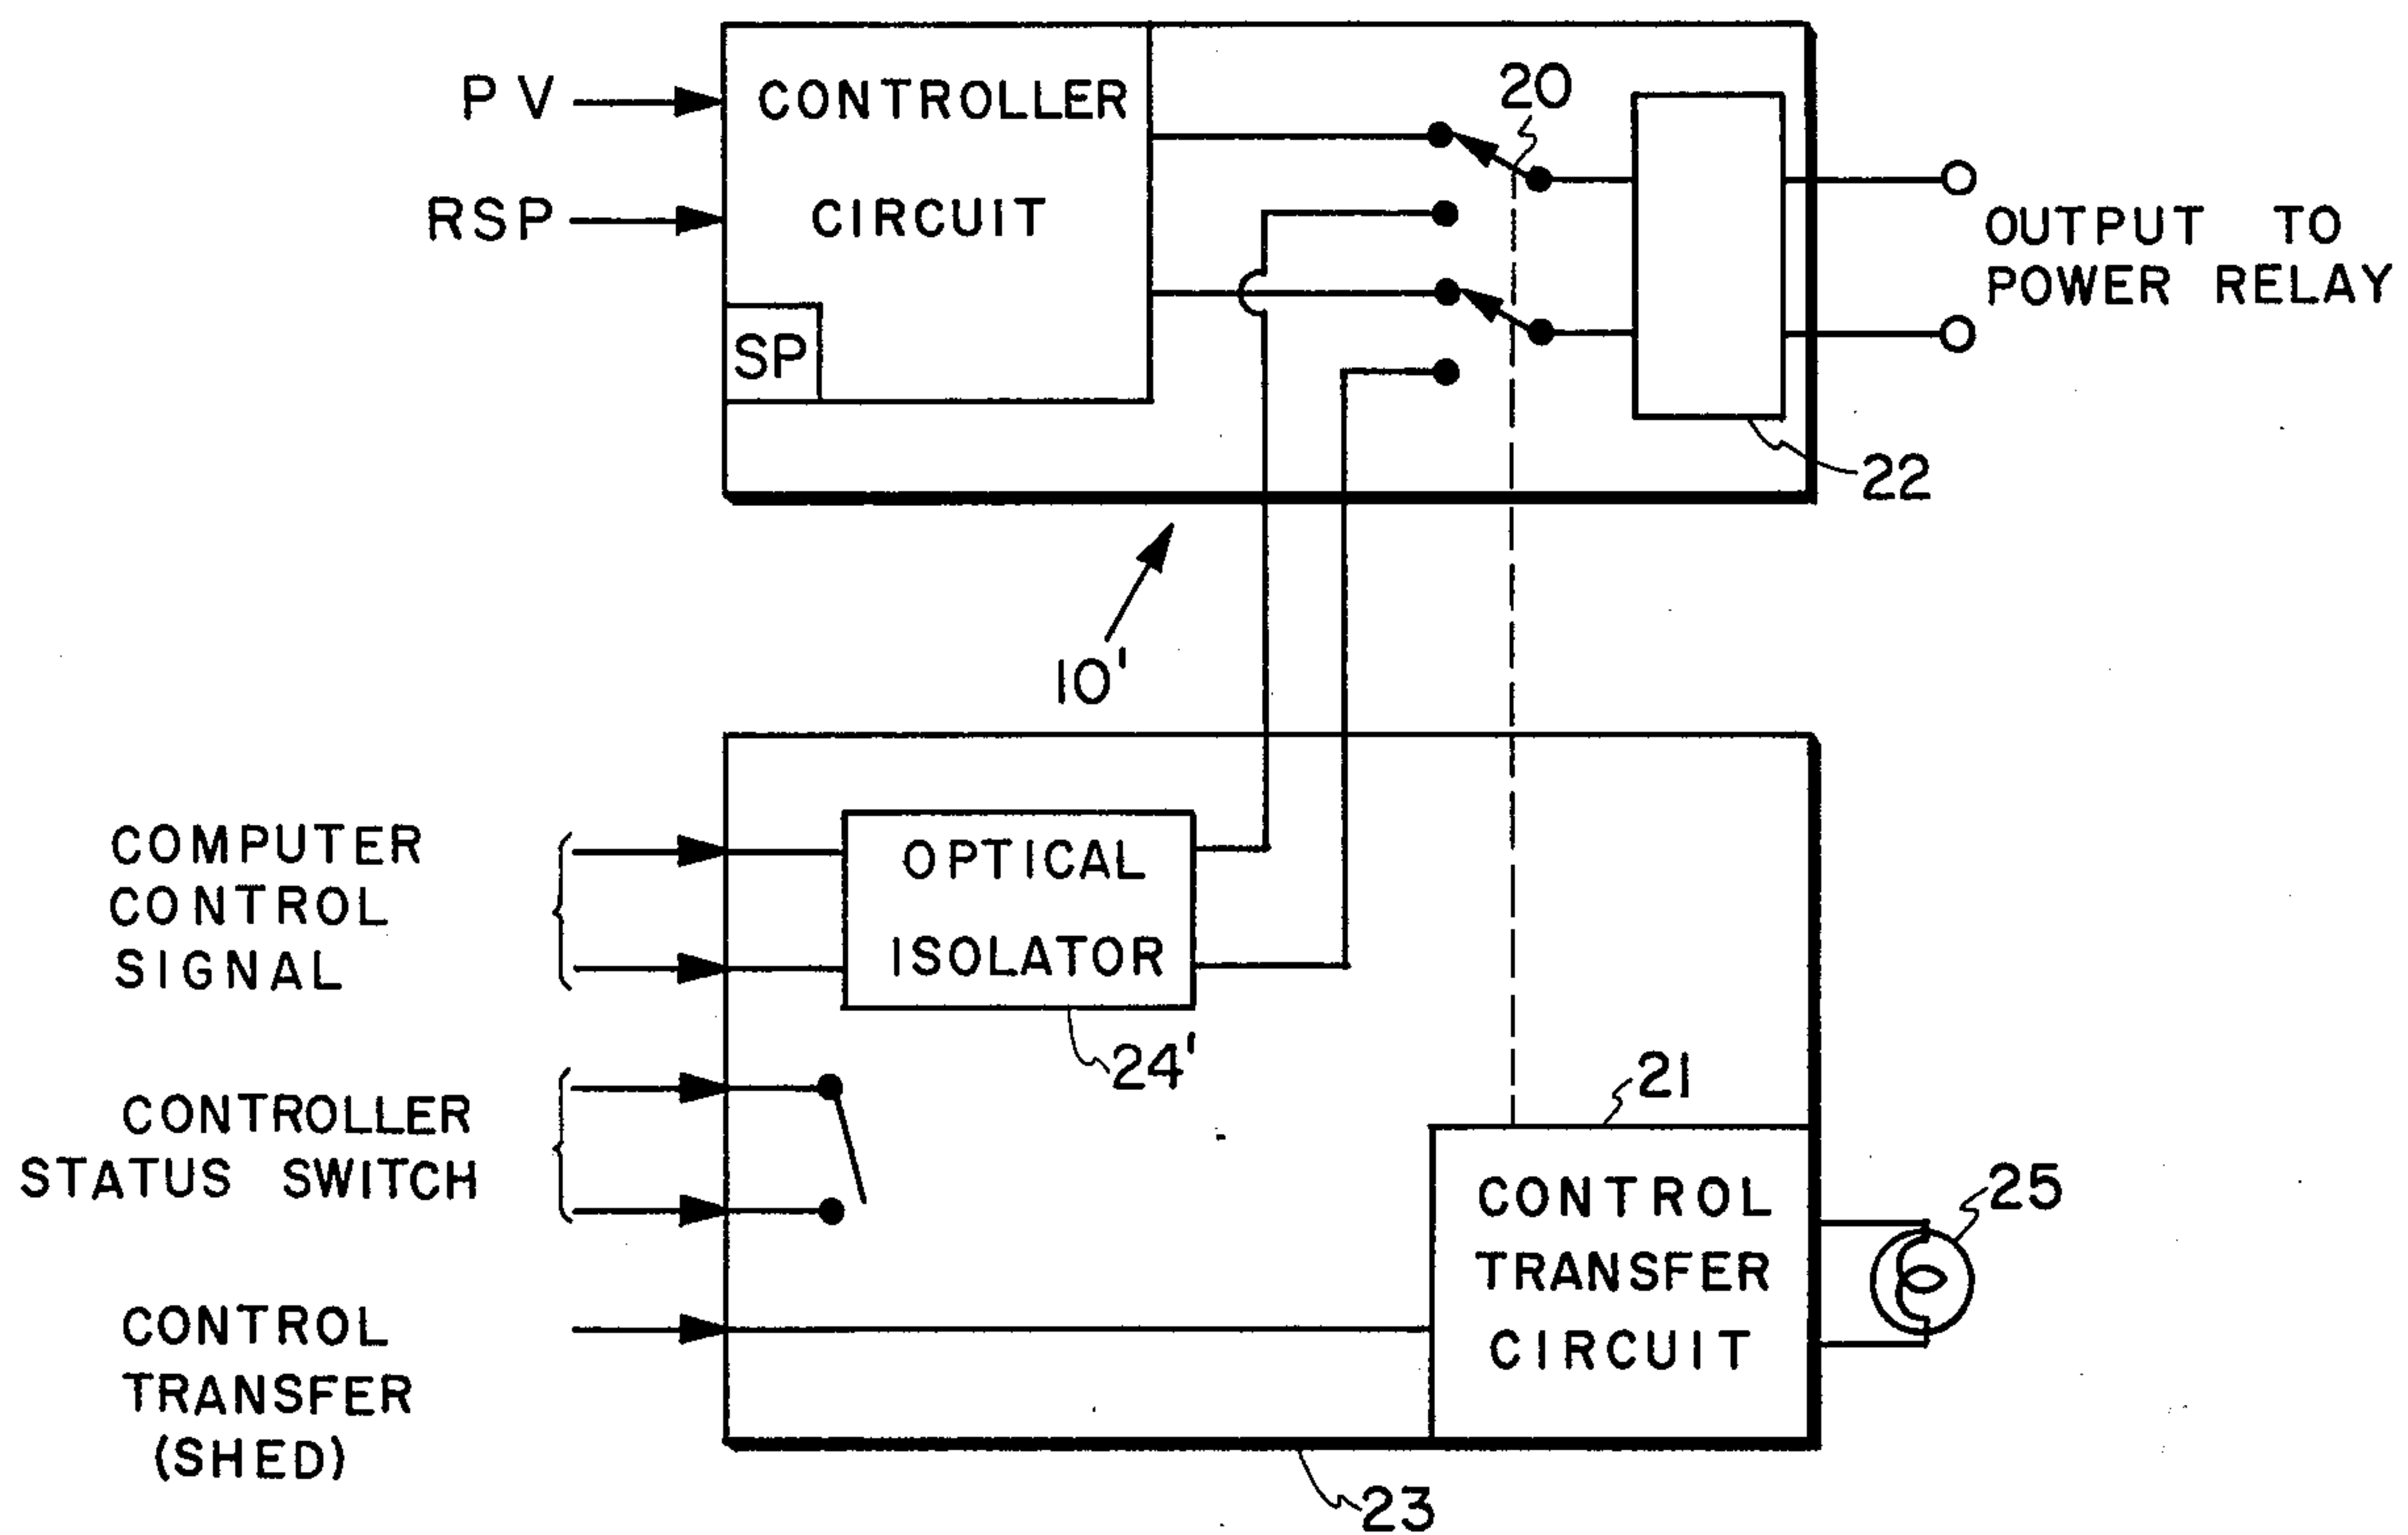 P V
CONTROLLER
CIRCUIT
RSP
SP
20
OUTPUT TO
POWER RELAY
22
10'
COMPUTER
CONTROL
SIGNAL
OPTICAL
ISOLATOR
24'
CONTROLLER
STATUS SWITCH
21
CONTROL
TRANSFER
CIRCUIT
25
CONTROL
TRANSFER
(SHED)
23